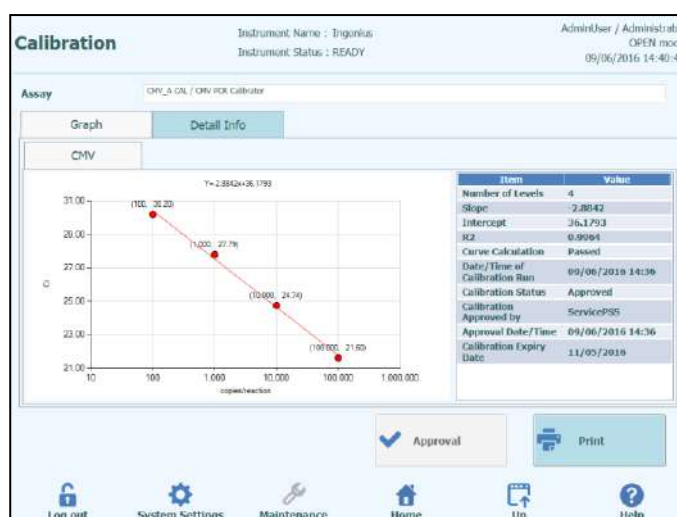 Calibration
Instrument Name : Ingenius
Instrument Status : READY
AdminUser / Administrat
OPEN mod
09/06/2016 14:40:4
Assay
CMV_A CAL / CMV PCR Calibrator
Graph
Detail Info
CMV
Y=-2.8842x+36.1793
31.00
29.00
27.00
25.00
23.00
21.00
Ct
(100, 30.20)
(1,000, 27.79)
(10,000, 24.74)
(100,000, 21.60)
10
100
1,000
10,000
100,000
1,000,000
copies/reaction
Item Value
Number of Levels 4
Slope -2.8842
Intercept 36.1793
R2 0.9964
Curve Calculation Passed
Date/Time of
Calibration Run 09/06/2016 14:36
Calibration Status Approved
Calibration
Approved by ServicePSS
Approval Date/Time 09/06/2016 14:36
Calibration Expiry
Date 11/05/2016
Approval
Print
Log out
System Settings
Maintenance
Home
Up
Help